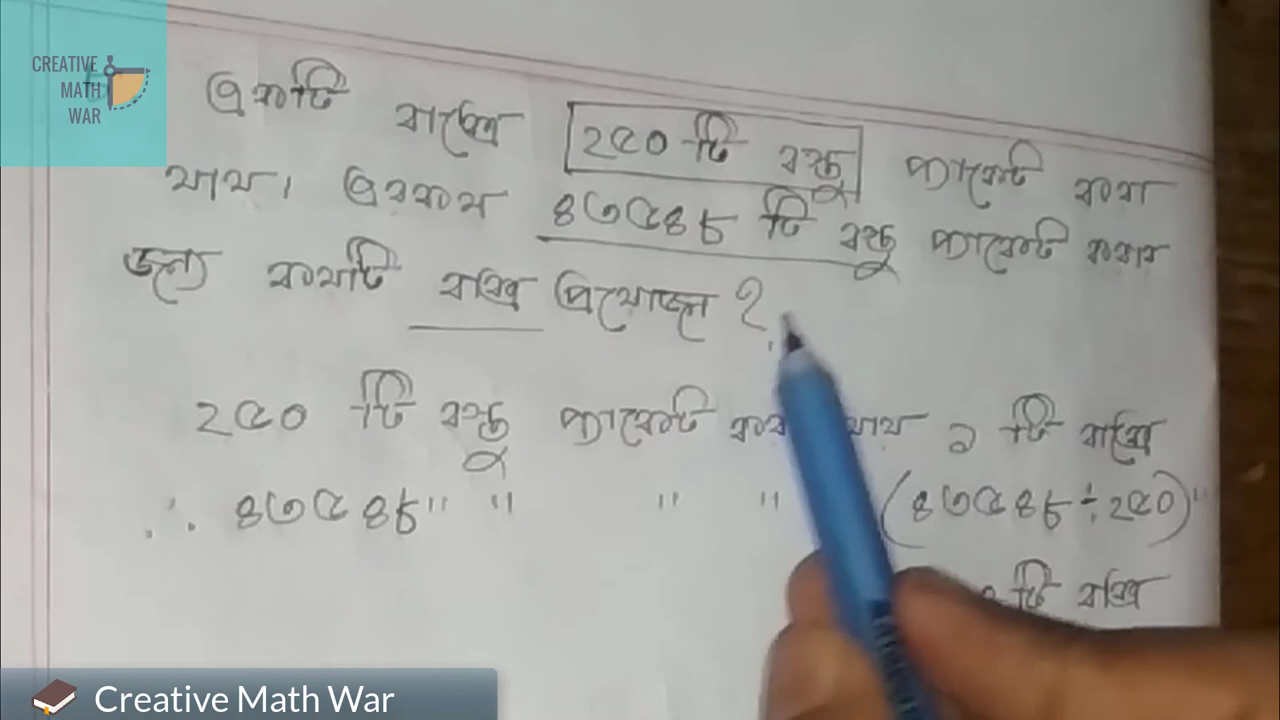 CREATIVE
MATH
WAR
একটি বাক্সে ২৫০ টি বস্তু প্যাকেট করা
যায়। এরকম ৪৩৫৪৮ টি বস্তু প্যাকেট করার
জন্য কয়টি বাক্স প্রয়োজন ?
২৫০ টি বস্তু প্যাকেট করা যায় ১ টি বাক্সে
∴ ৪৩৫৪৮ " " " " (৪৩৫৪৮ ÷ ২৫০) "
টি বাক্স
Creative Math War